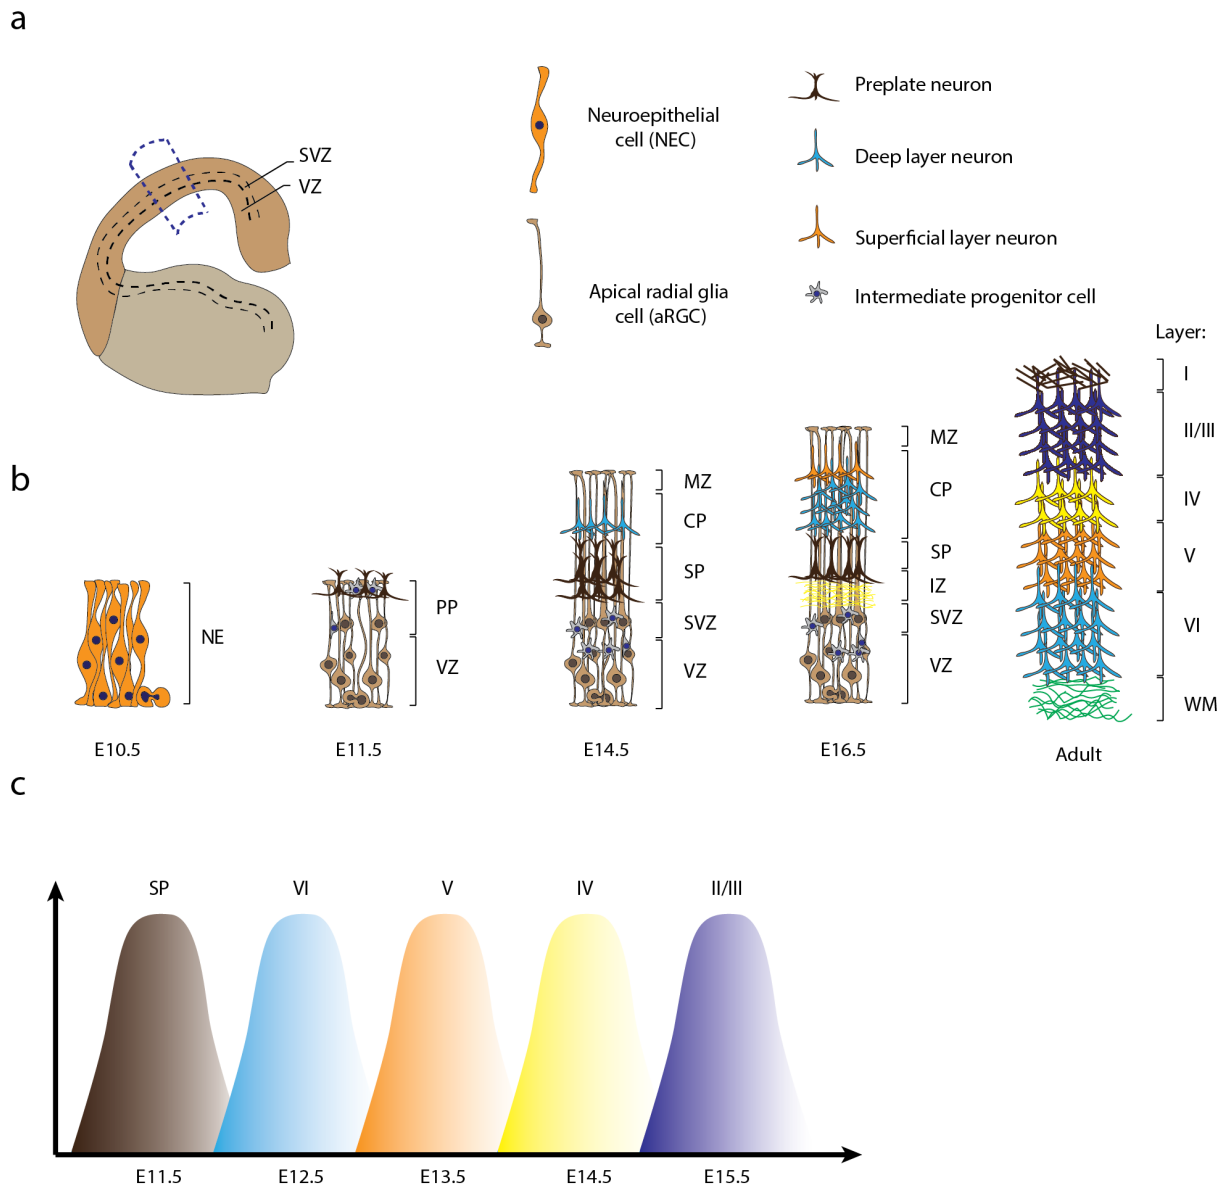 a
SVZ
VZ
Neuroepithelial
cell (NEC)
Apical radial glia
cell (aRGC)
Preplate neuron
Deep layer neuron
Superficial layer neuron
Intermediate progenitor cell
b
NE
E10.5
PP
VZ
E11.5
MZ
CP
SP
SVZ
VZ
E14.5
MZ
CP
SP
IZ
SVZ
VZ
E16.5
Layer:
I
II/III
IV
V
VI
WM
Adult
c
SP
VI
V
IV
II/III
E11.5
E12.5
E13.5
E14.5
E15.5